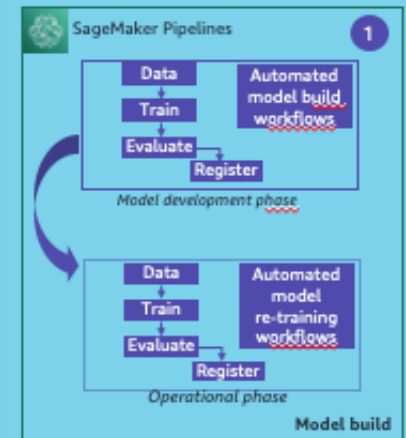 SageMaker Pipelines
1
Data
Train
Evaluate
Register
Automated
model build
workflows
Model development phase
Data
Train
Evaluate
Register
Automated
model
re-training
workflows
Operational phase
Model build